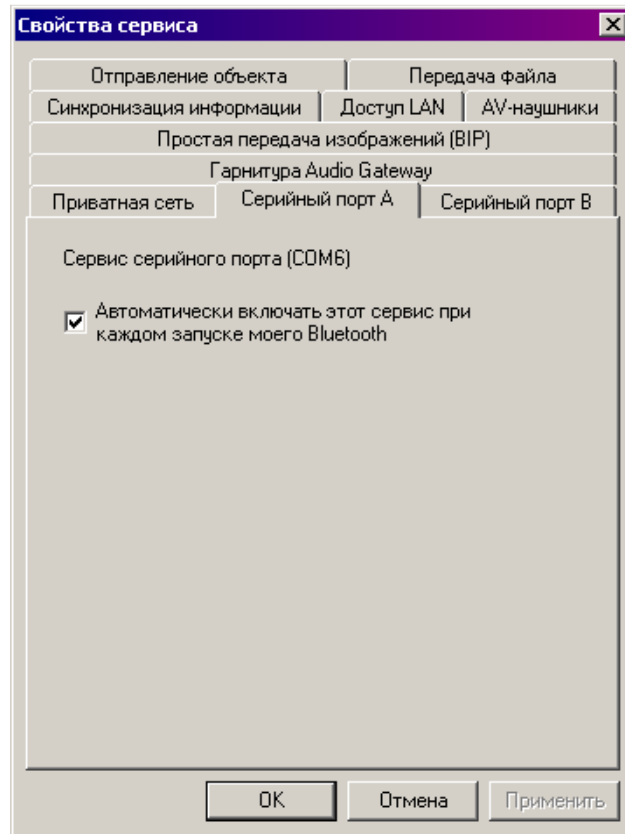 Свойства сервиса
Отправление объекта
Передача файла
Синхронизация информации
Доступ LAN
AV-наушники
Простая передача изображений (BIP)
Гарнитура Audio Gateway
Приватная сеть
Серийный порт A
Серийный порт B
Сервис серийного порта (COM6)
Автоматически включать этот сервис при
каждом запуске моего Bluetooth
OK
Отмена
Применить